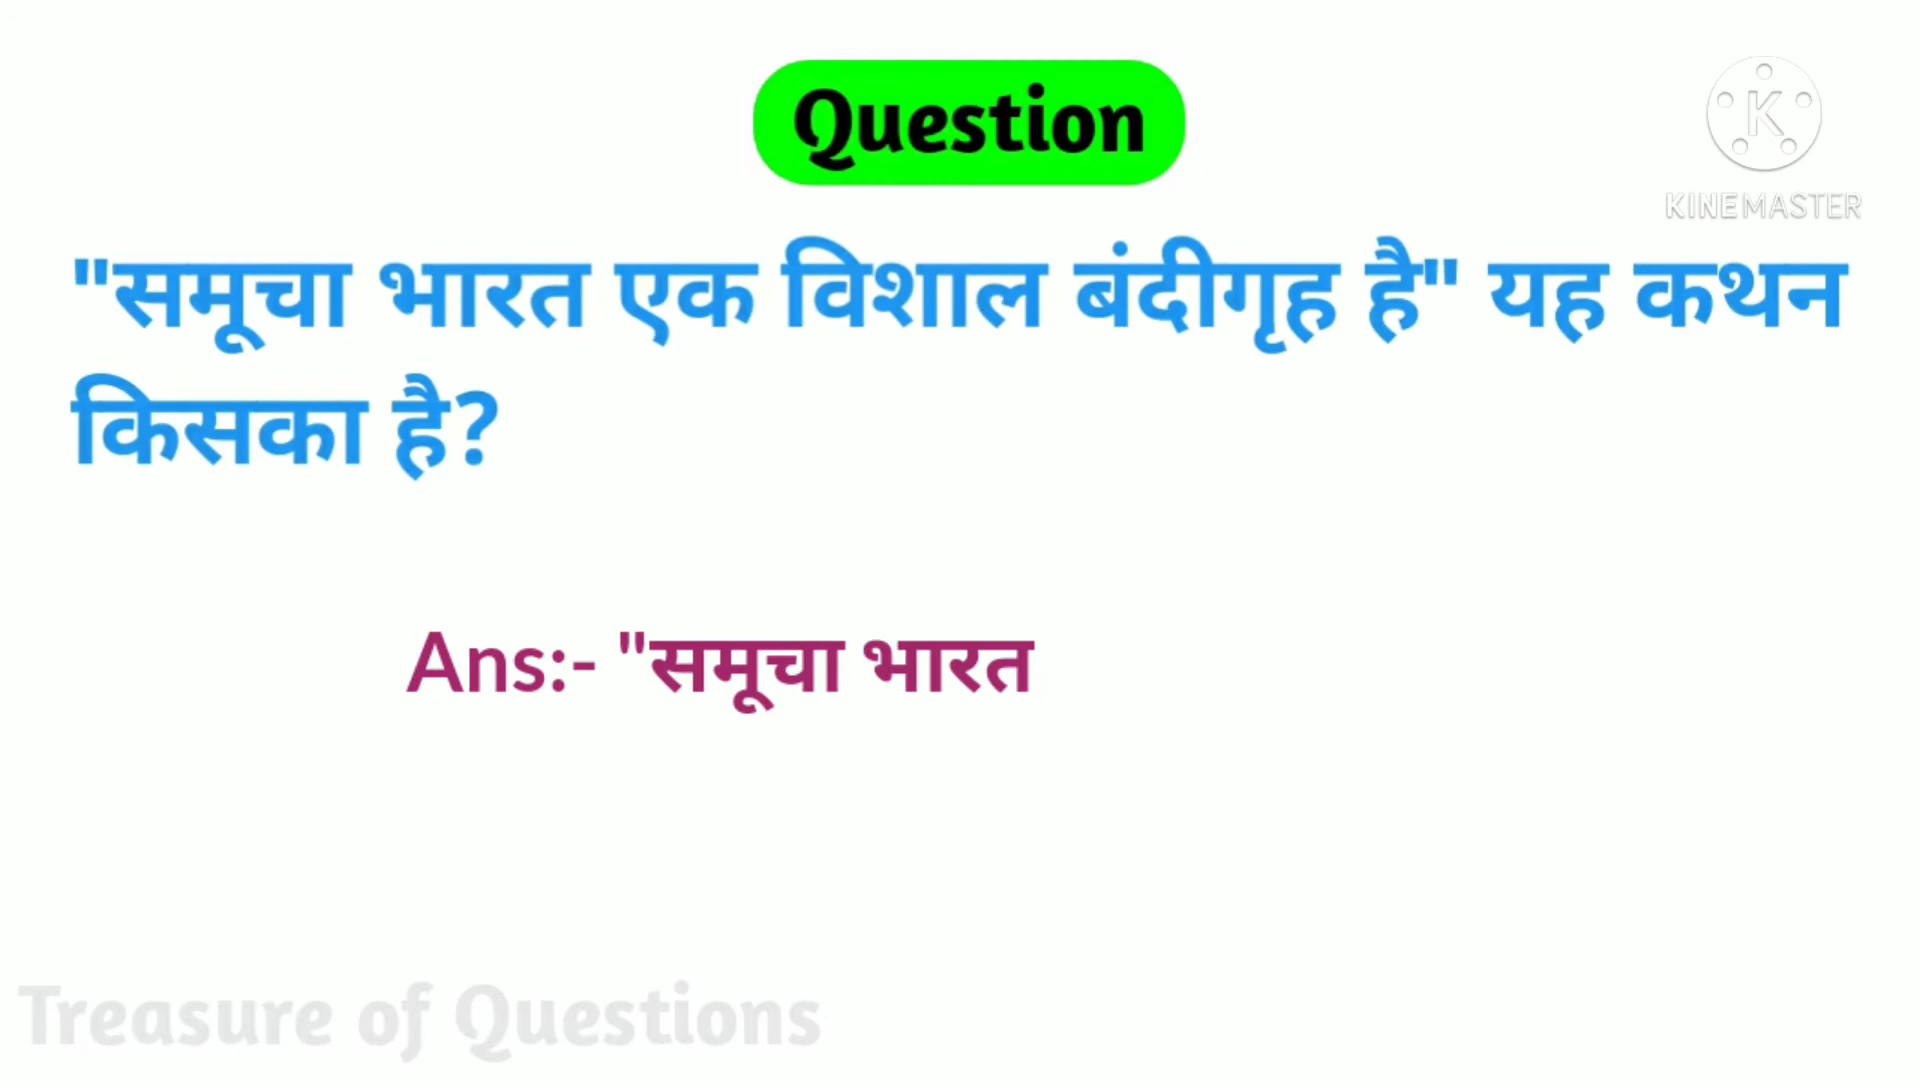 Question
K
KINEMASTER
"समूचा भारत एक विशाल बंदीगृह है" यह कथन
किसका है?
Ans:- "समूचा भारत
Treasure of Questions